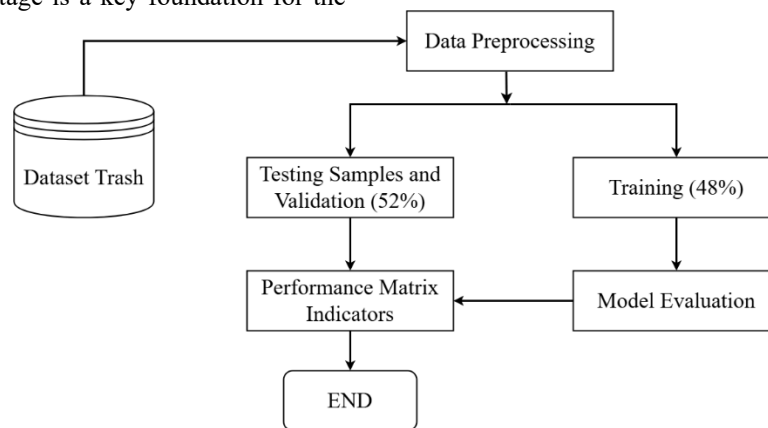 tage is a key foundation for the
Data Preprocessing
Dataset Trash
Testing Samples and
Validation (52%)
Training (48%)
Performance Matrix
Indicators
Model Evaluation
END